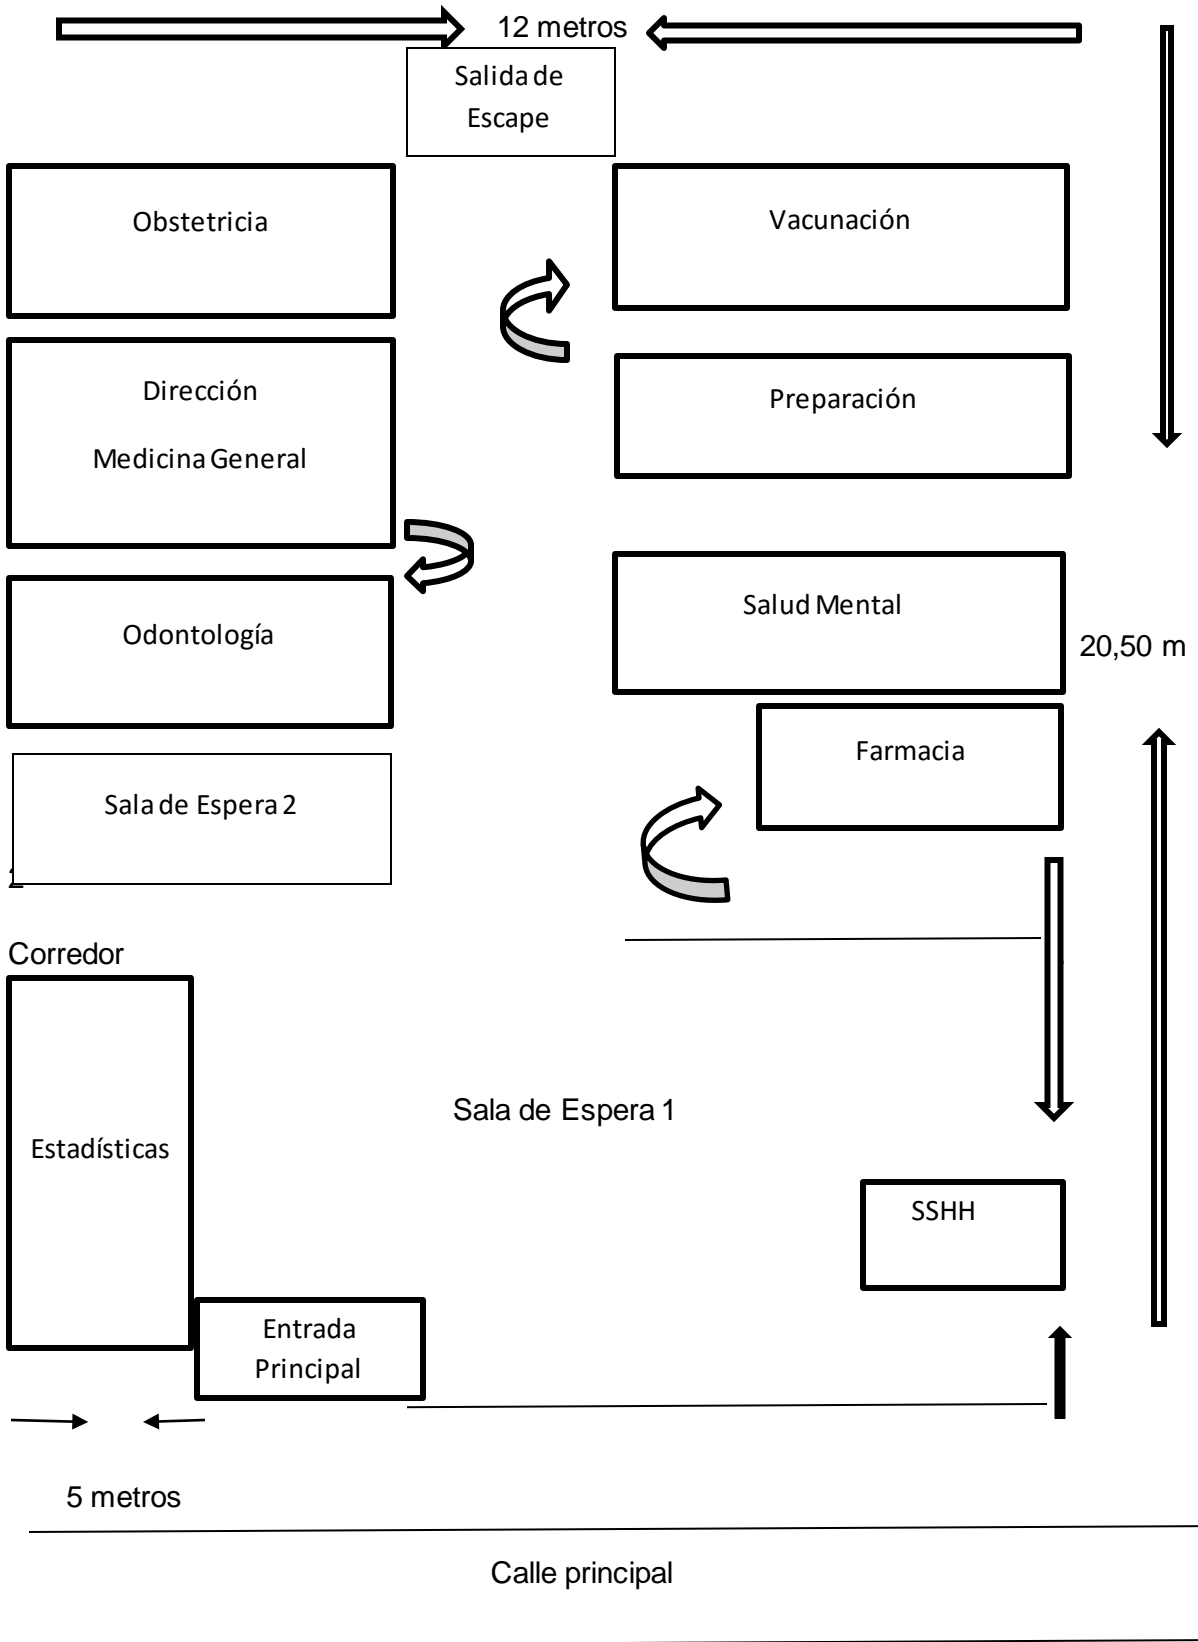 12 metros
Salida de
Escape
Obstetricia
Vacunación
Dirección
Medicina General
Preparación
Odontología
Salud Mental
20,50 m
Farmacia
Sala de Espera 2
Corredor
Estadísticas
Sala de Espera 1
SSHH
Entrada
Principal
5 metros
Calle principal